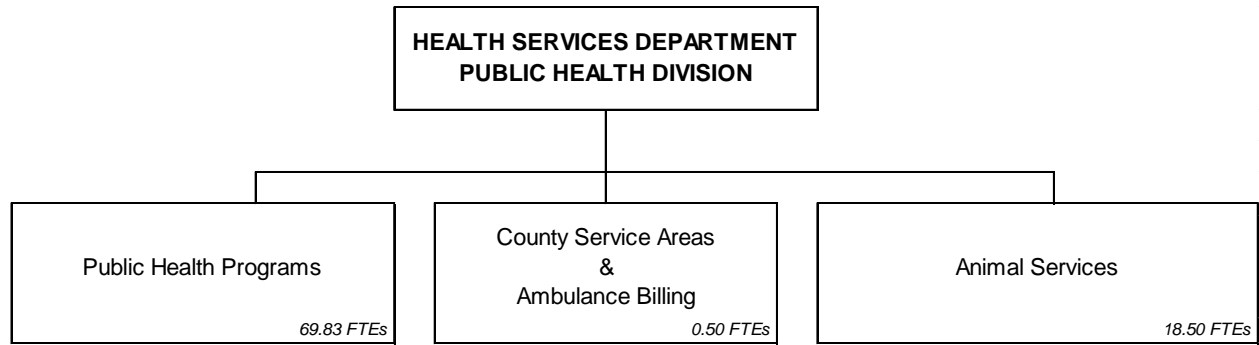 HEALTH SERVICES DEPARTMENT
PUBLIC HEALTH DIVISION
Public Health Programs
69.83 FTEs
County Service Areas
&
Ambulance Billing
0.50 FTEs
Animal Services
18.50 FTEs